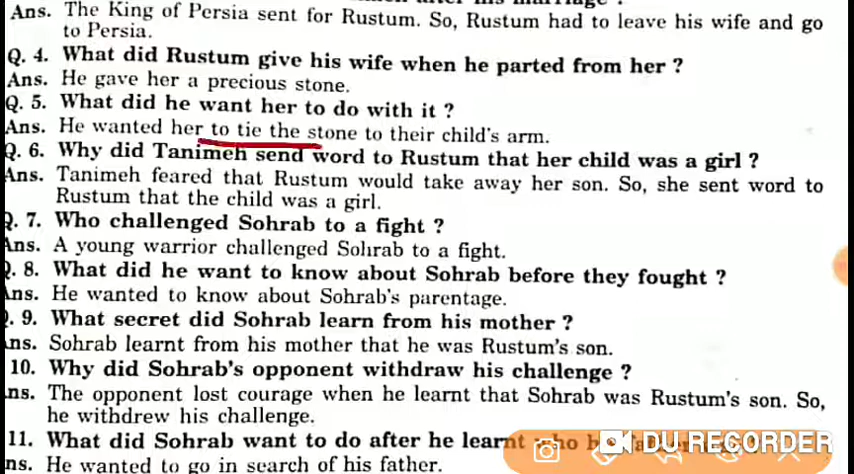 Ans. The King of Persia sent for Rustum. So, Rustum had to leave his wife and go
to Persia.
Q. 4. What did Rustum give his wife when he parted from her ?
Ans. He gave her a precious stone.
Q. 5. What did he want her to do with it ?
Ans. He wanted her to tie the stone to their child's arm.
Q. 6. Why did Tanimeh send word to Rustum that her child was a girl ?
Ans. Tanimeh feared that Rustum would take away her son. So, she sent word to
Rustum that the child was a girl.
Q. 7. Who challenged Sohrab to a fight ?
Ans. A young warrior challenged Sohrab to a fight.
Q. 8. What did he want to know about Sohrab before they fought ?
Ans. He wanted to know about Sohrab's parentage.
9. What secret did Sohrab learn from his mother ?
ns. Sohrab learnt from his mother that he was Rustum's son.
10. Why did Sohrab's opponent withdraw his challenge ?
ns. The opponent lost courage when he learnt that Sohrab was Rustum's son. So,
he withdrew his challenge.
11. What did Sohrab want to do after he learnt who
DU RECORDER
ns. He wanted to go in search of his father.